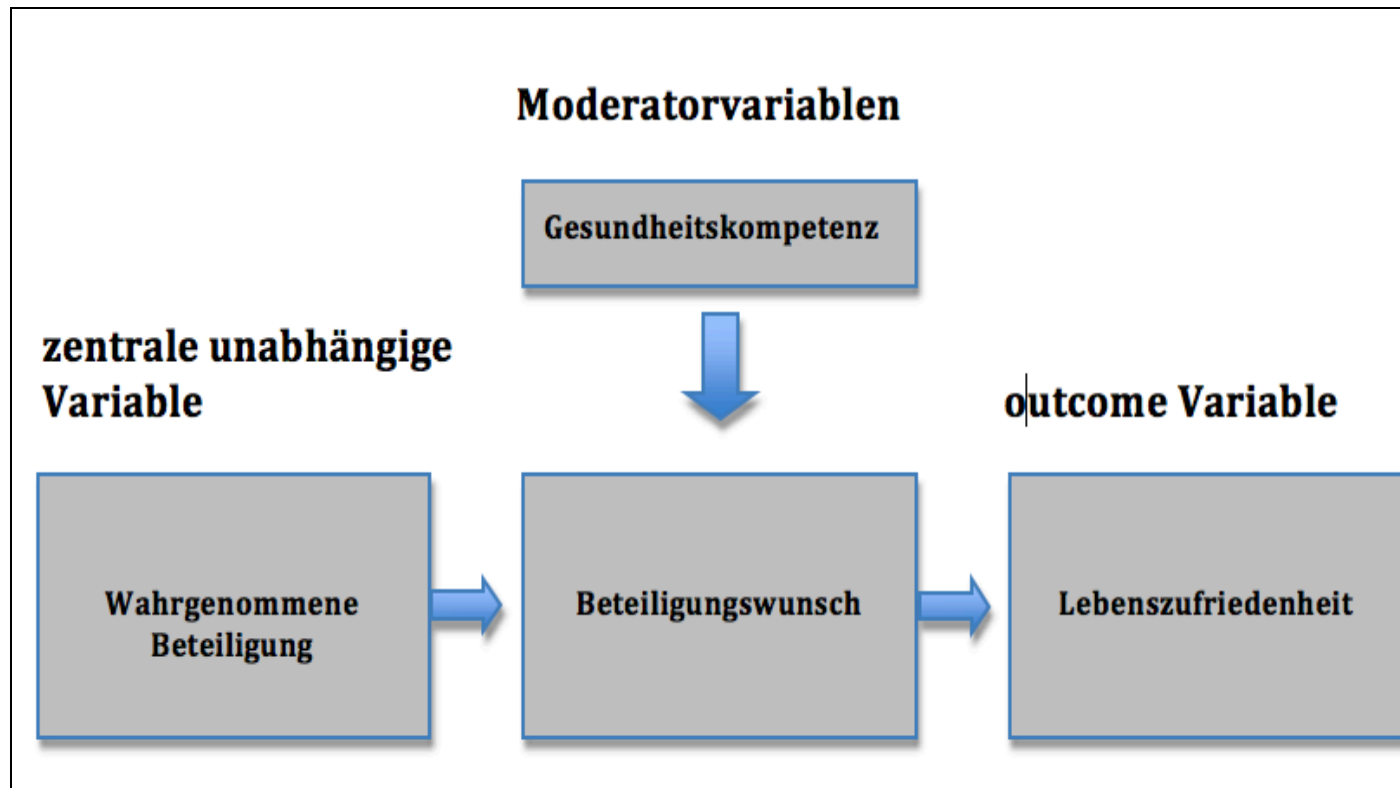 Moderatorvariablen
Gesundheitskompetenz
zentrale unabhängige
Variable
outcome Variable
Wahrgenommene
Beteiligung
Beteiligungswunsch
Lebenszufriedenheit